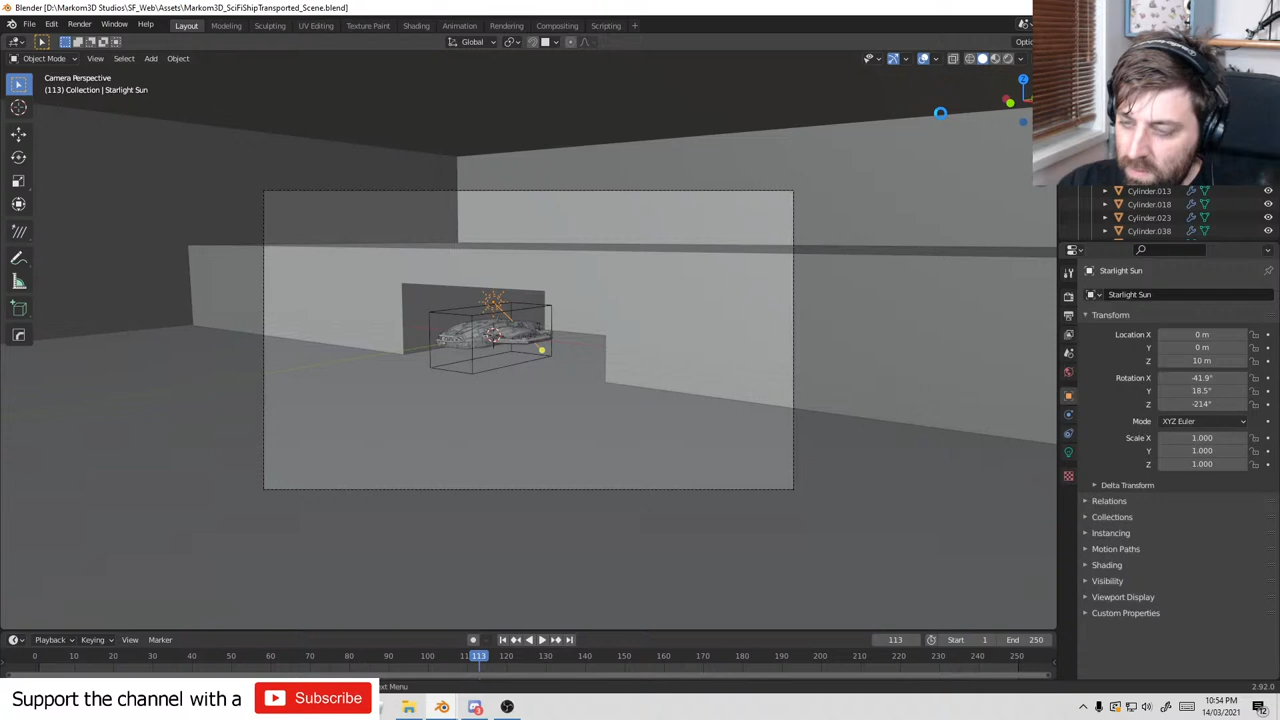 Blender [D:\Markom3D Studios\SF_Web\Assets\Markom3D_SciFiShipTransported_Scene.blend]
File Edit Render Window Help Layout Modeling Sculpting UV Editing Texture Paint Shading Animation Rendering Compositing Scripting
Global
Object Mode View Select Add Object
Camera Perspective
(113) Collection | Starlight Sun
Z
Cylinder.013
Cylinder.018
Cylinder.023
Cylinder.038
Starlight Sun
Starlight Sun
Transform
Location X 0 m
Y 0 m
Z 10 m
Rotation X -41.9°
Y 18.5°
Z -214°
Mode XYZ Euler
Scale X 1.000
Y 1.000
Z 1.000
Delta Transform
Relations
Collections
Instancing
Motion Paths
Shading
Visibility
Viewport Display
Custom Properties
Playback Keying View Marker 113 Start 1 End 250
0 10 20 30 40 50 60 70 80 90 100 113 120 130 140 150 160 170 180 190 200 210 220 230 240 250
2.92.0
Support the channel with a Subscribe
10:54 PM
14/03/2021